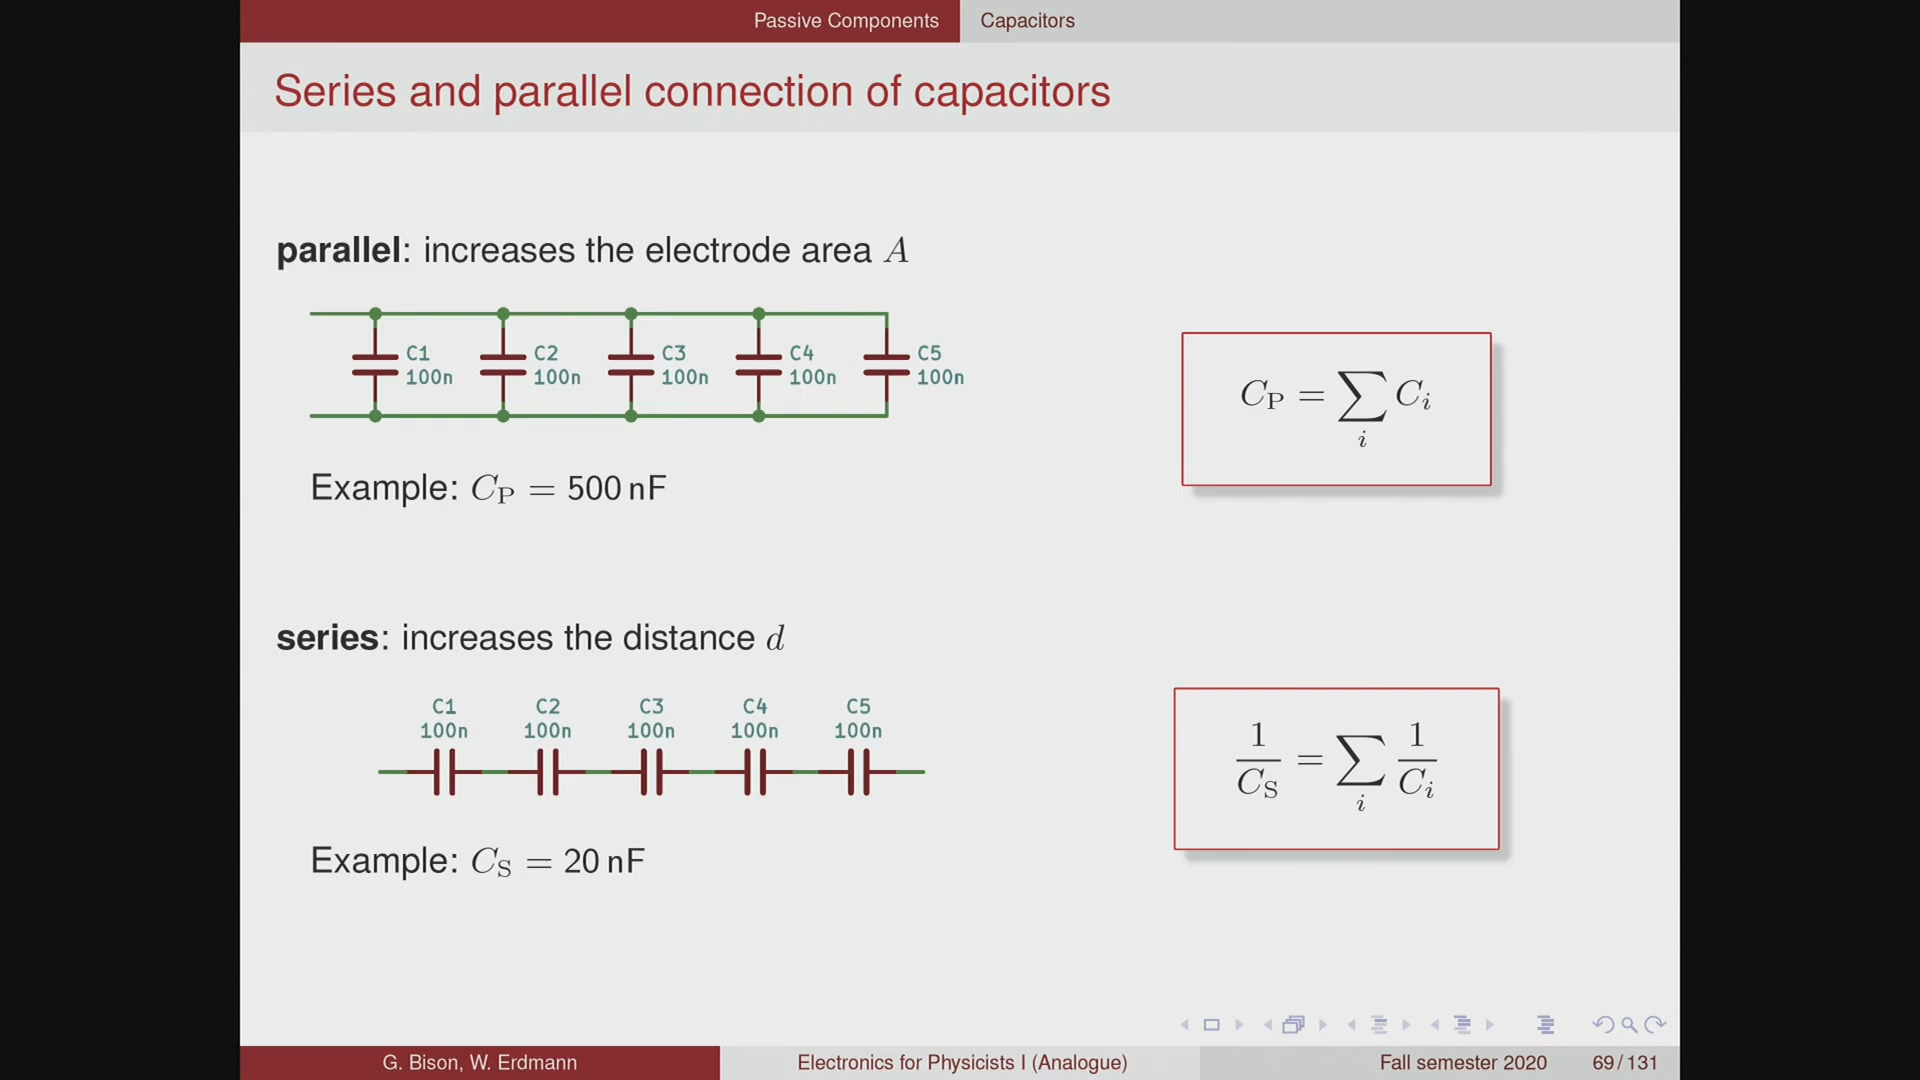 Passive Components Capacitors
Series and parallel connection of capacitors
parallel: increases the electrode area A
C1 C2 C3 C4 C5
100n 100n 100n 100n 100n
C_P = ∑_i C_i
Example: C_P = 500 nF
series: increases the distance d
C1 C2 C3 C4 C5
100n 100n 100n 100n 100n
1/C_S = ∑_i 1/C_i
Example: C_S = 20 nF
G. Bison, W. Erdmann Electronics for Physicists I (Analogue) Fall semester 2020 69/131